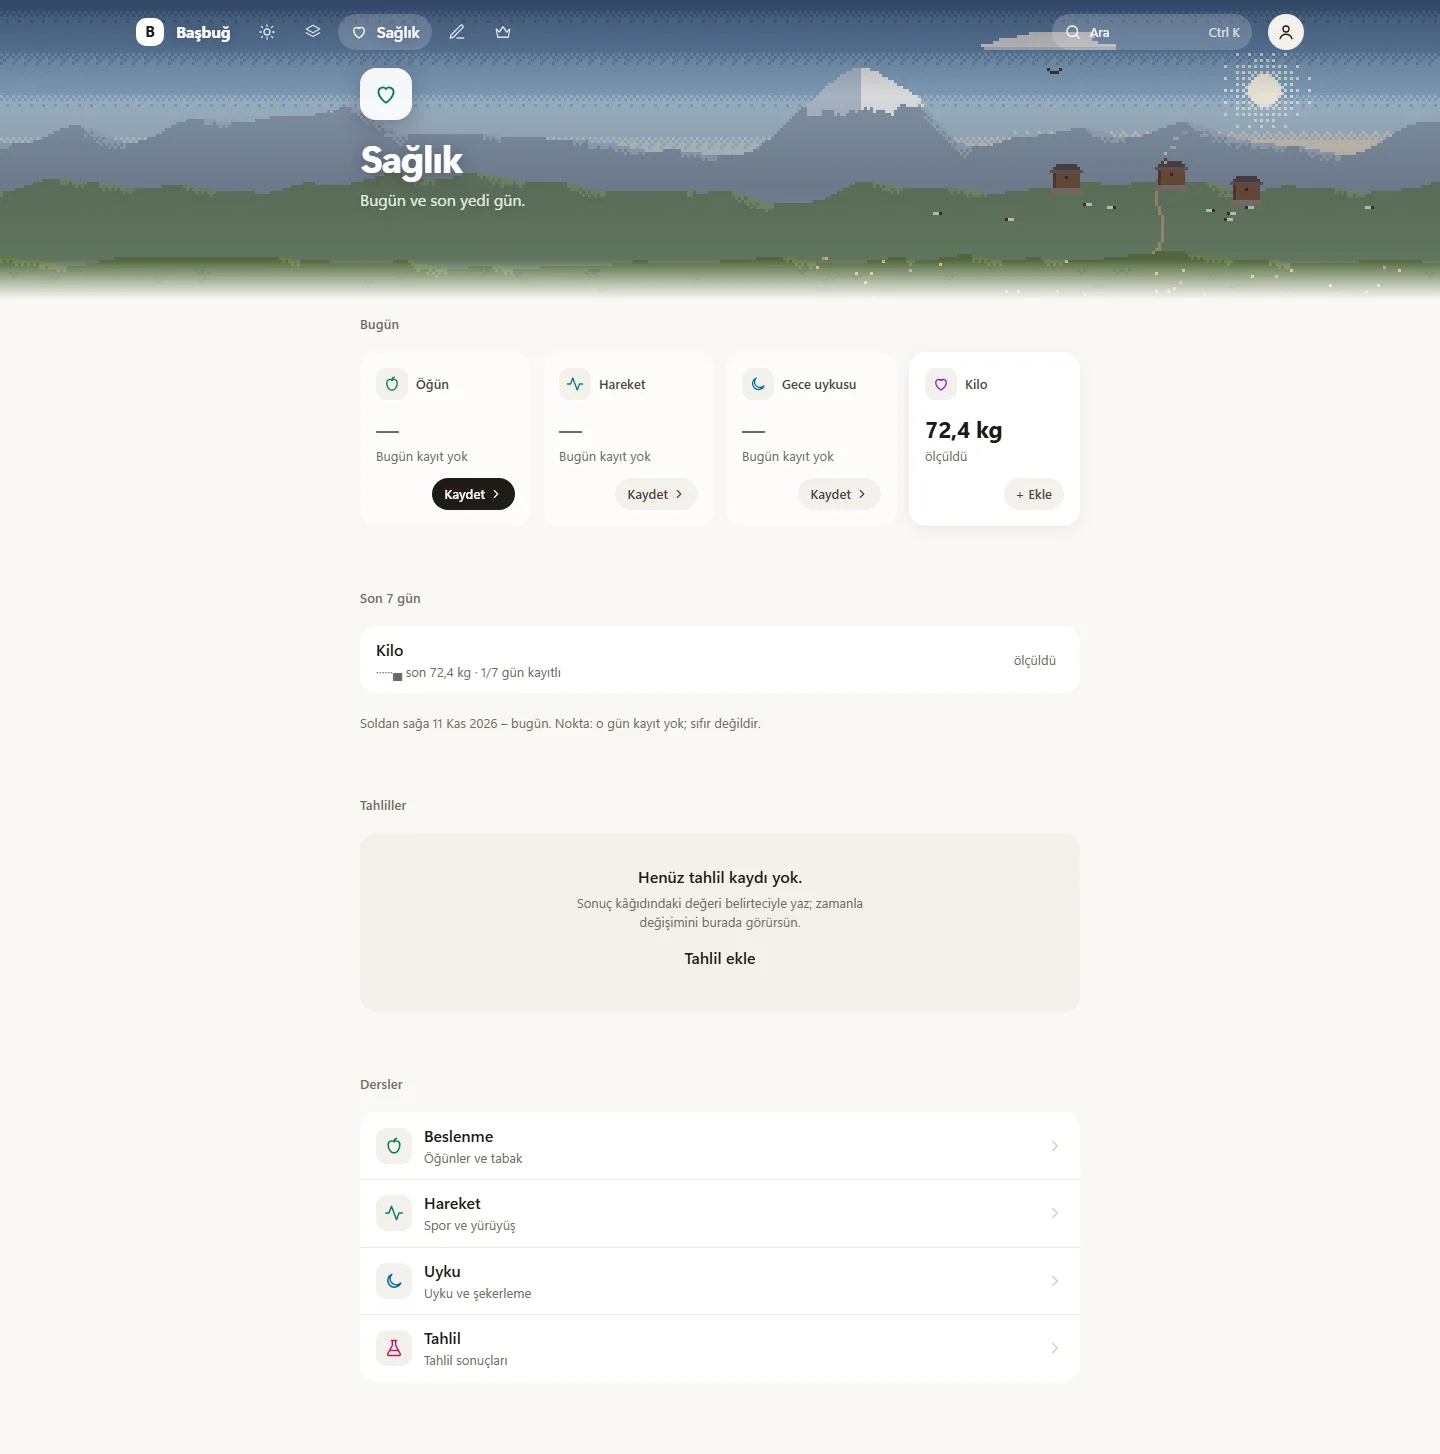 B Başbuğ Sağlık Ara Ctrl K
Sağlık
Bugün ve son yedi gün.
Bugün
Öğün
—
Bugün kayıt yok
Kaydet
Hareket
—
Bugün kayıt yok
Kaydet
Gece uykusu
—
Bugün kayıt yok
Kaydet
Kilo
72,4 kg
ölçüldü
+ Ekle
Son 7 gün
Kilo
······▄ son 72,4 kg · 1/7 gün kayıtlı
ölçüldü
Soldan sağa 11 Kas 2026 – bugün. Nokta: o gün kayıt yok; sıfır değildir.
Tahliller
Henüz tahlil kaydı yok.
Sonuç kâğıdındaki değeri belirteciyle yaz; zamanla
değişimini burada görürsün.
Tahlil ekle
Dersler
Beslenme
Öğünler ve tabak
Hareket
Spor ve yürüyüş
Uyku
Uyku ve şekerleme
Tahlil
Tahlil sonuçları